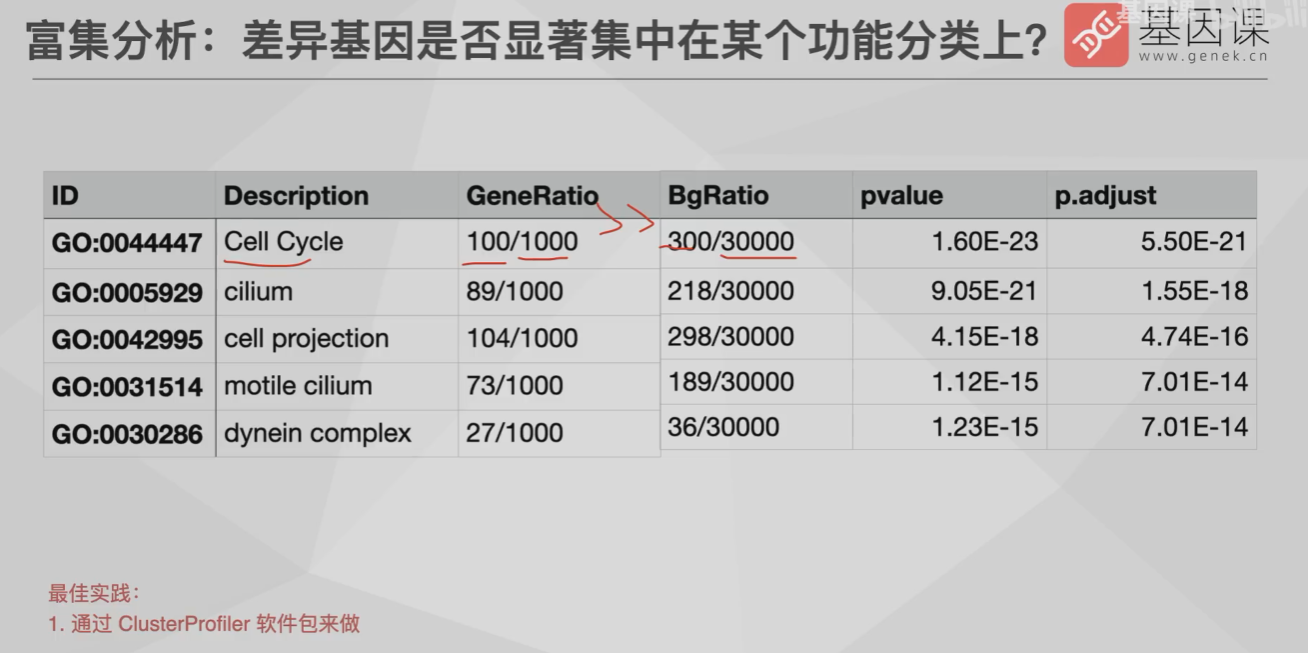 富集分析：差异基因是否显著集中在某个功能分类上？
基因课
www.genek.cn
ID Description GeneRatio BgRatio pvalue p.adjust
GO:0044447 Cell Cycle 100/1000 300/30000 1.60E-23 5.50E-21
GO:0005929 cilium 89/1000 218/30000 9.05E-21 1.55E-18
GO:0042995 cell projection 104/1000 298/30000 4.15E-18 4.74E-16
GO:0031514 motile cilium 73/1000 189/30000 1.12E-15 7.01E-14
GO:0030286 dynein complex 27/1000 36/30000 1.23E-15 7.01E-14
最佳实践：
1. 通过 ClusterProfiler 软件包来做